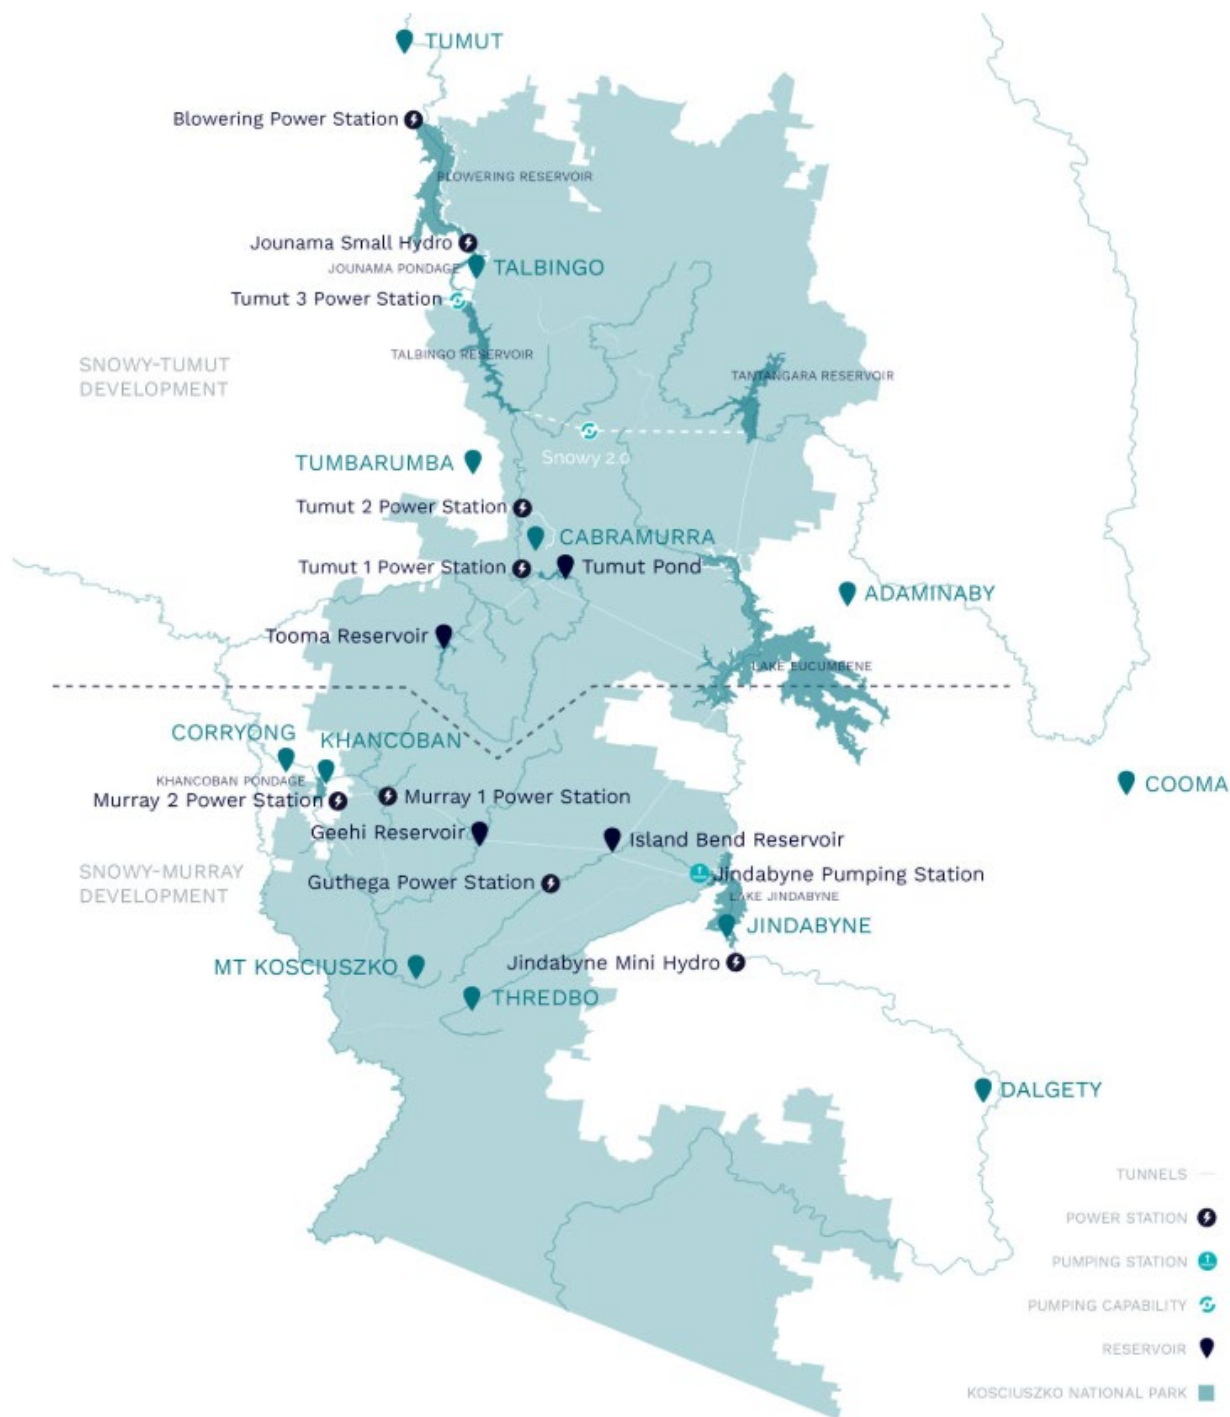 TUMUT
Blowering Power Station
BLOWERING RESERVOIR
Jounama Small Hydro
JOUNAMA PONDAGE
TALBINGO
Tumut 3 Power Station
TALBINGO RESERVOIR
SNOWY-TUMUT
DEVELOPMENT
TANTANGARA RESERVOIR
Snowy 2.0
TUMBARUMBA
Tumut 2 Power Station
CABRAMURRA
Tumut 1 Power Station
Tumut Pond
ADAMINABY
Tooma Reservoir
LAKE EUCUMBENE
CORRYONG
KHANCOBAN
KHANCOBAN PONDAGE
COOMA
Murray 2 Power Station
Murray 1 Power Station
Geehi Reservoir
Island Bend Reservoir
SNOWY-MURRAY
DEVELOPMENT
Guthega Power Station
Jindabyne Pumping Station
LAKE JINDABYNE
JINDABYNE
MT KOSCIUSZKO
Jindabyne Mini Hydro
THREDBO
DALGETY
TUNNELS
POWER STATION
PUMPING STATION
PUMPING CAPABILITY
RESERVOIR
KOSCIUSZKO NATIONAL PARK